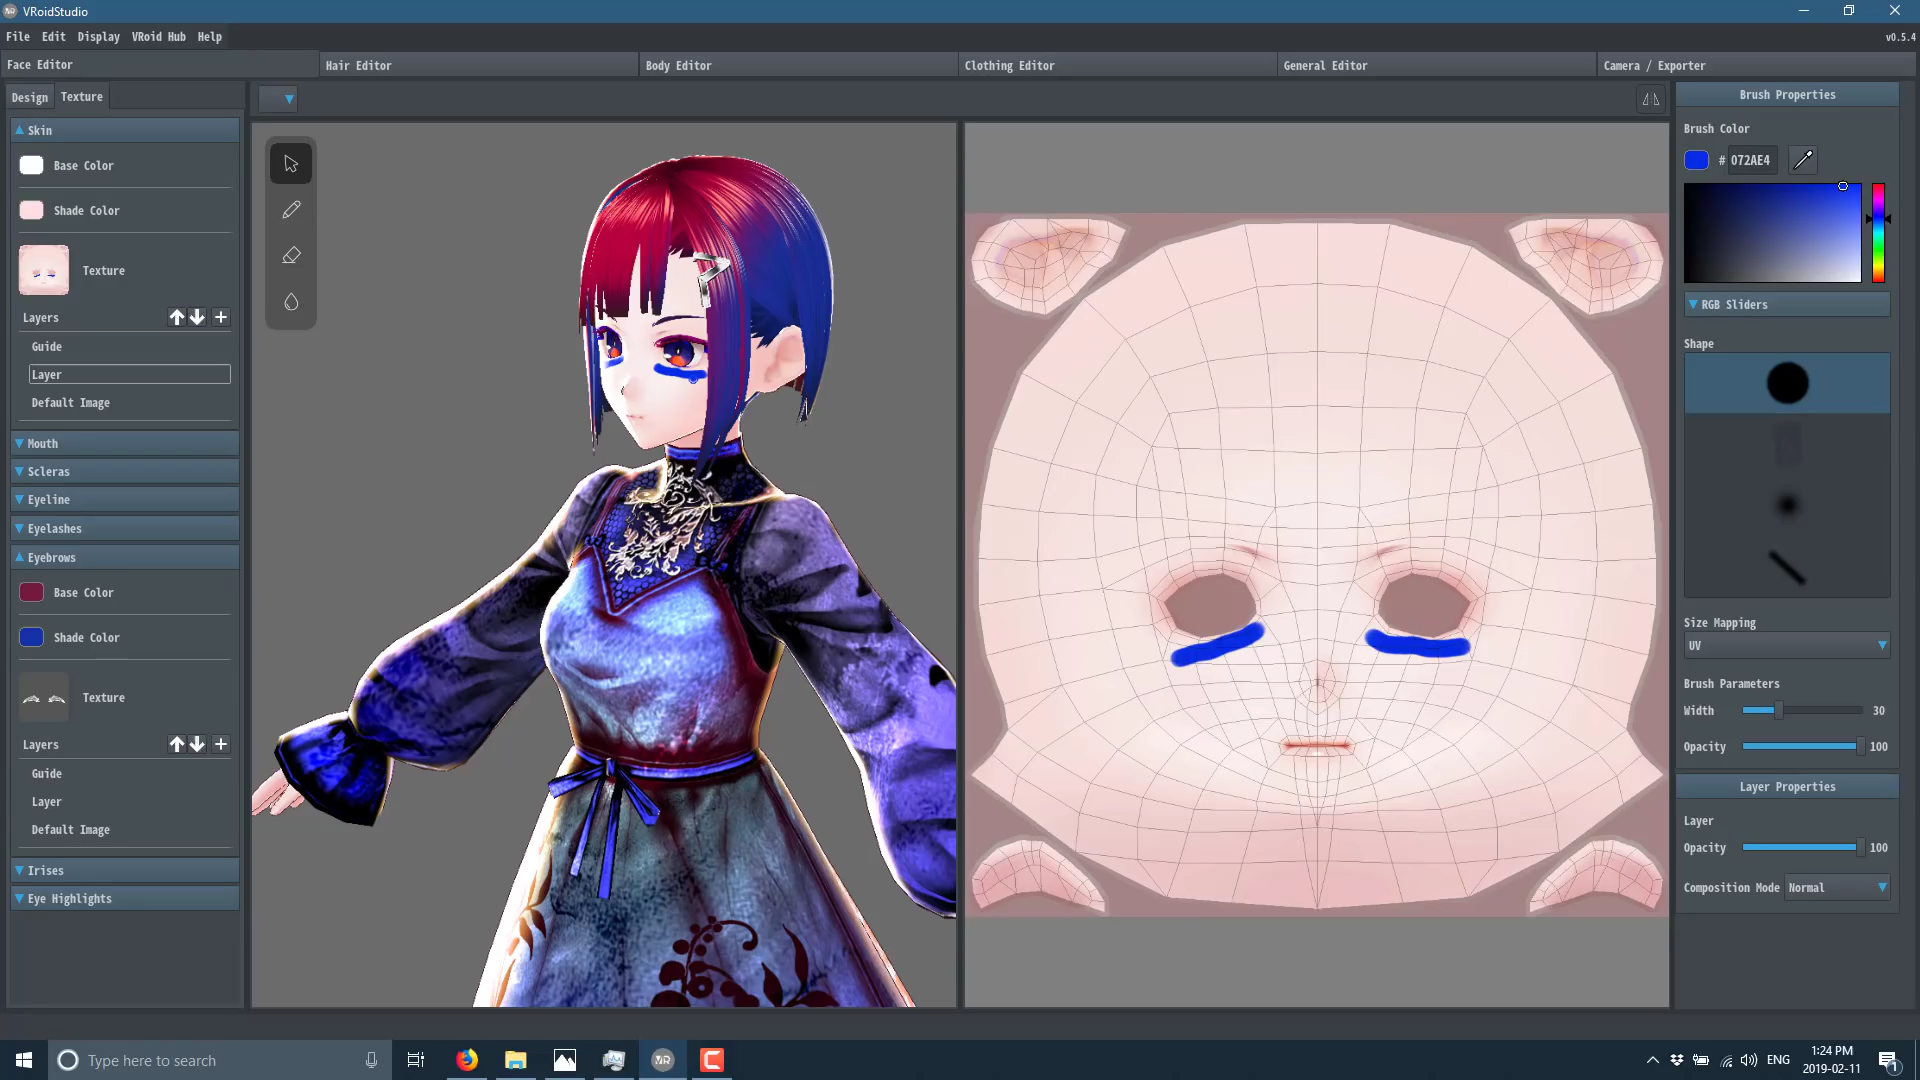 VRoidStudio
File Edit Display VRoid Hub Help
v0.5.4
Face Editor
Hair Editor
Body Editor
Clothing Editor
General Editor
Camera / Exporter
Design Texture
Skin
Base Color
Shade Color
Texture
Layers
Guide
Layer
Default Image
Mouth
Scleras
Eyeline
Eyelashes
Eyebrows
Base Color
Shade Color
Texture
Layers
Guide
Layer
Default Image
Irises
Eye Highlights
Brush Properties
Brush Color
# 072AE4
RGB Sliders
Shape
Size Mapping
UV
Brush Parameters
Width 30
Opacity 100
Layer Properties
Layer
Opacity 100
Composition Mode Normal
Type here to search
VR
ENG
1:24 PM
2019-02-11
1